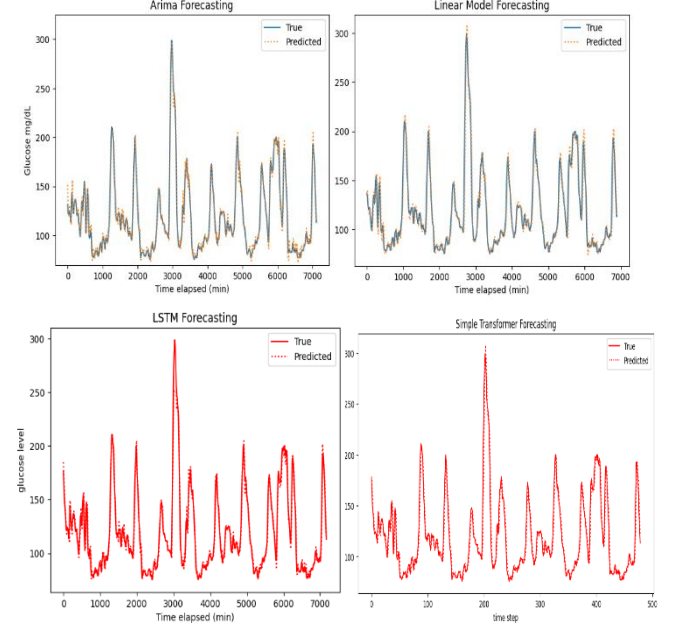 Arima Forecasting
True
Predicted
Glucose mg/dL
300
250
200
150
100
0 1000 2000 3000 4000 5000 6000 7000
Time elapsed (min)
Linear Model Forecasting
True
Predicted
300
250
200
150
100
0 1000 2000 3000 4000 5000 6000 7000
Time elapsed (min)
LSTM Forecasting
True
Predicted
glucose level
300
250
200
150
100
0 1000 2000 3000 4000 5000 6000 7000
Time elapsed (min)
Simple Transformer Forecasting
True
Predicted
300
250
200
150
100
0 100 200 300 400 500
time step